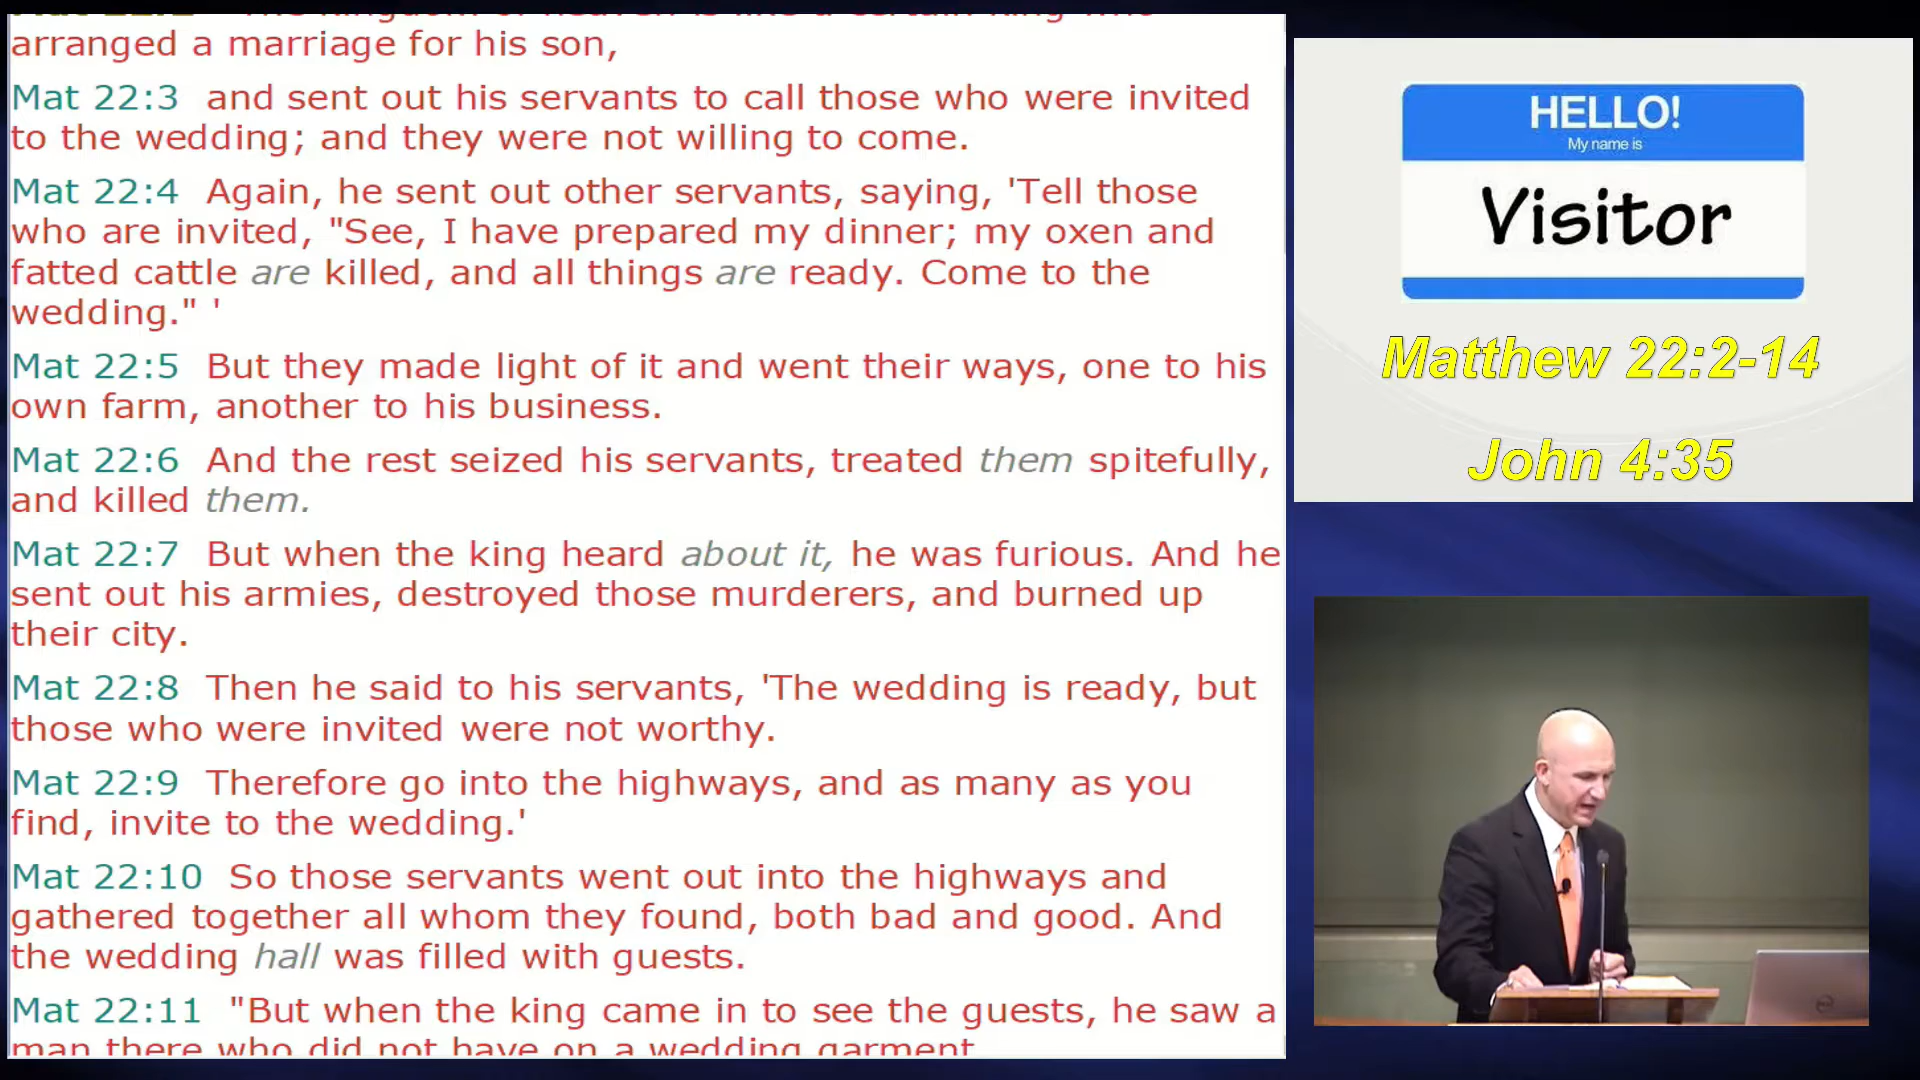 arranged a marriage for his son,
Mat 22:3 and sent out his servants to call those who were invited
to the wedding; and they were not willing to come.
Mat 22:4 Again, he sent out other servants, saying, 'Tell those
who are invited, "See, I have prepared my dinner; my oxen and
fatted cattle are killed, and all things are ready. Come to the
wedding." '
Mat 22:5 But they made light of it and went their ways, one to his
own farm, another to his business.
Mat 22:6 And the rest seized his servants, treated them spitefully,
and killed them.
Mat 22:7 But when the king heard about it, he was furious. And he
sent out his armies, destroyed those murderers, and burned up
their city.
Mat 22:8 Then he said to his servants, 'The wedding is ready, but
those who were invited were not worthy.
Mat 22:9 Therefore go into the highways, and as many as you
find, invite to the wedding.'
Mat 22:10 So those servants went out into the highways and
gathered together all whom they found, both bad and good. And
the wedding hall was filled with guests.
Mat 22:11 "But when the king came in to see the guests, he saw a
man there who did not have on a wedding garment
HELLO!
My name is
Visitor
Matthew 22:2-14
John 4:35